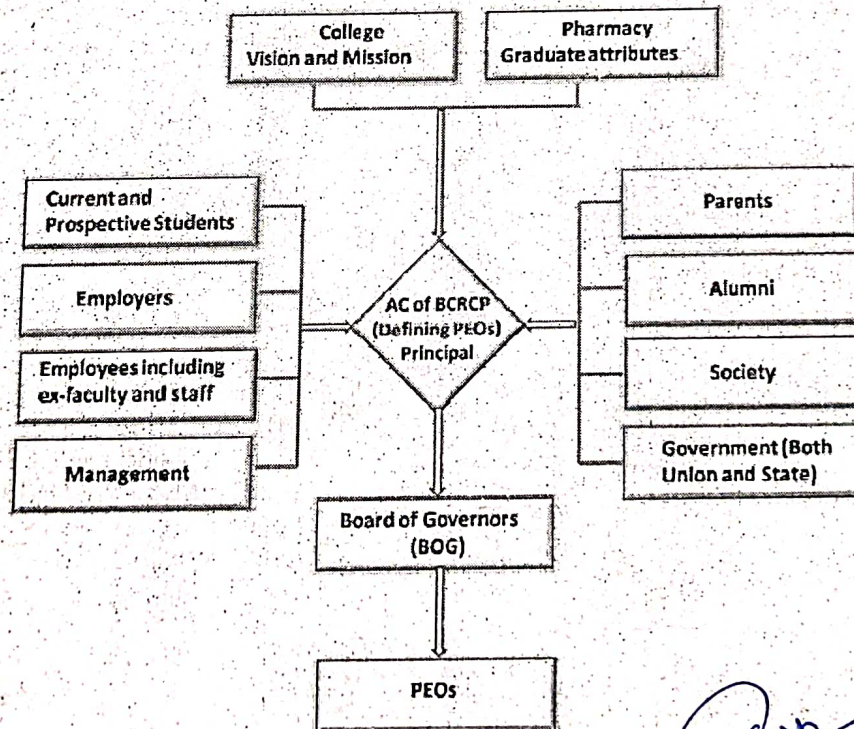 College
Vision and Mission
Pharmacy
Graduate attributes
Current and
Prospective Students
Employers
Employees including
ex-faculty and staff
Management
AC of BCRCP
(Defining PEOs)
Principal
Parents
Alumni
Society
Government (Both
Union and State)
Board of Governors
(BOG)
PEOs